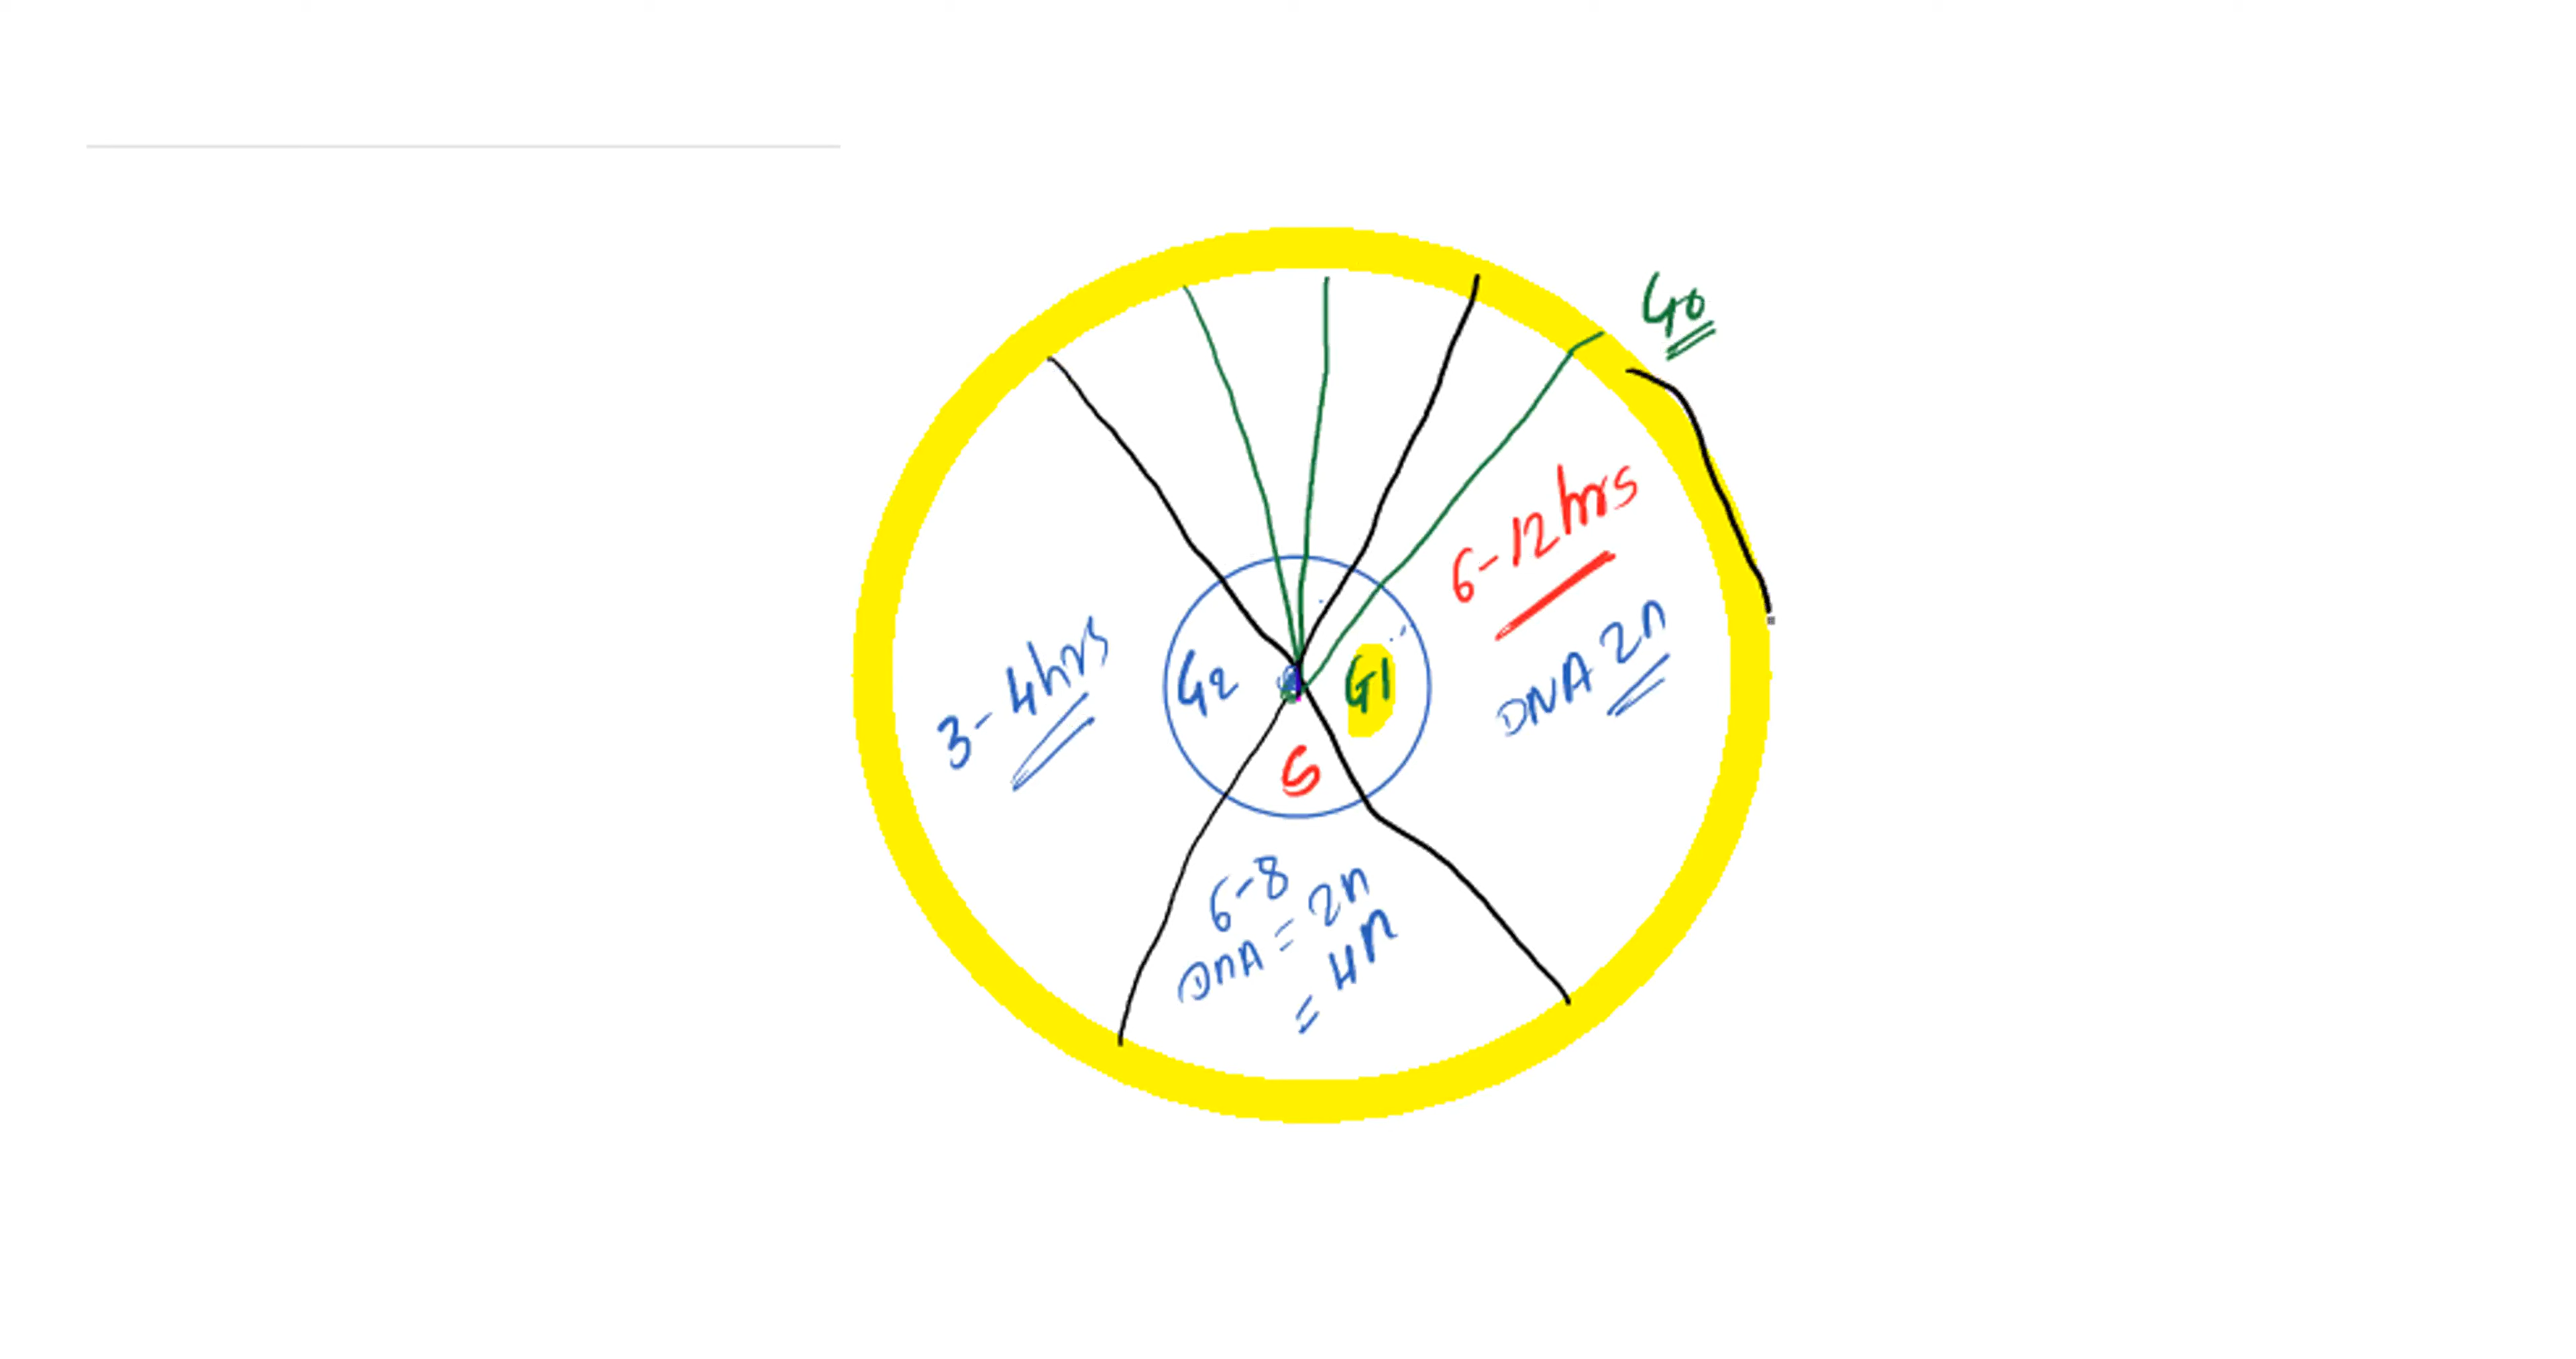 G0
6-12hrs
DNA 2n
G1
G2
3-4hrs
S
6-8
DnA = 2n
= 4n